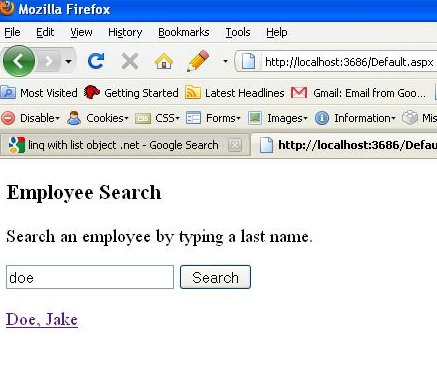 Mozilla Firefox
File Edit View History Bookmarks Tools Help
http://localhost:3686/Default.aspx
Most Visited Getting Started Latest Headlines Gmail: Email from Goo...
Disable Cookies CSS Forms Images Information Mis
linq with list object .net - Google Search http://localhost:3686/Defau
Employee Search
Search an employee by typing a last name.
doe Search
Doe, Jake